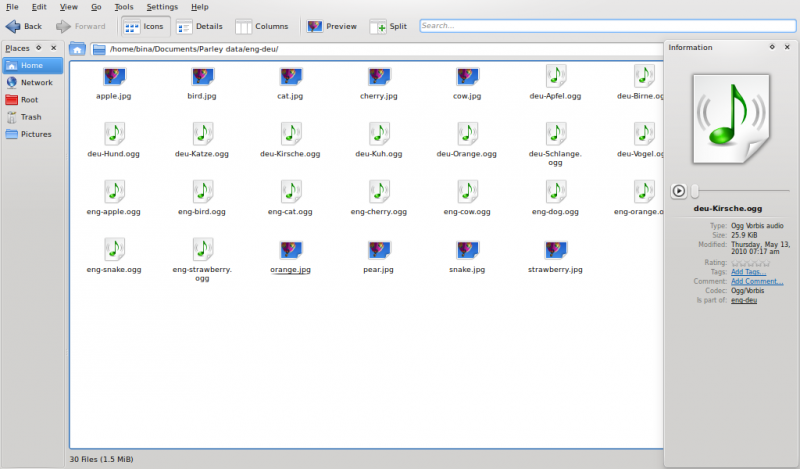 File Edit View Go Tools Settings Help
Back Forward Icons Details Columns Preview Split Search...
Places
/home/bina/Documents/Parley data/eng-deu/
Information
Home
Network
Root
Trash
Pictures
apple.jpg bird.jpg cat.jpg cherry.jpg cow.jpg deu-Apfel.ogg deu-Birne.og
deu-Hund.ogg deu-Katze.ogg deu-Kirsche.ogg deu-Kuh.ogg deu-Orange.ogg deu-Schlange. deu-Vogel.og
ogg
eng-apple.ogg eng-bird.ogg eng-cat.ogg eng-cherry.ogg eng-cow.ogg eng-dog.ogg eng-orange.o
eng-snake.ogg eng-strawberry. orange.jpg pear.jpg snake.jpg strawberry.jpg
ogg
30 Files (1.5 MiB)
deu-Kirsche.ogg
Type: Ogg Vorbis audio
Size: 25.9 KiB
Modified: Thursday, May 13,
2010 07:17 am
Rating:
Tags: Add Tags...
Comment: Add Comment...
Codec: Ogg/Vorbis
Is part of: eng-deu